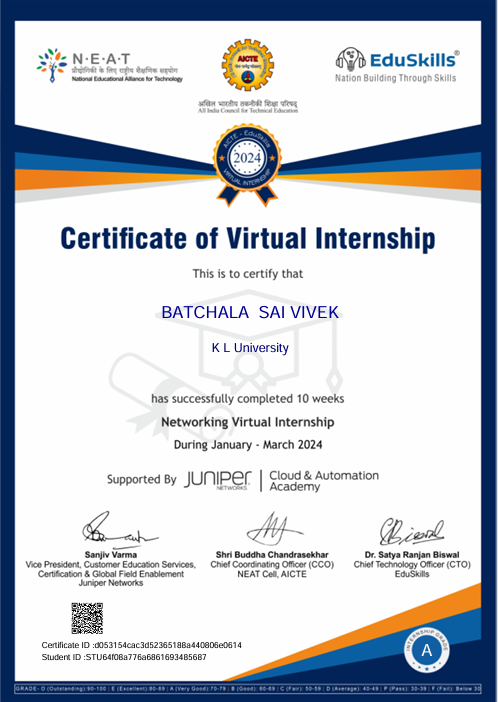 N·E·A·T
प्रौद्योगिकी के लिए राष्ट्रीय शैक्षणिक सहयोग
National Educational Alliance for Technology
AICTE
अखिल भारतीय तकनीकी शिक्षा परिषद्
All India Council for Technical Education
EduSkills®
Nation Building Through Skills
AICTE - EduSkills
2024
VIRTUAL INTERNSHIP
Certificate of Virtual Internship
This is to certify that
BATCHALA SAI VIVEK
K L University
has successfully completed 10 weeks
Networking Virtual Internship
During January - March 2024
Supported By JUNIPER NETWORKS | Cloud & Automation Academy
Sanjiv Varma
Vice President, Customer Education Services,
Certification & Global Field Enablement
Juniper Networks
Shri Buddha Chandrasekhar
Chief Coordinating Officer (CCO)
NEAT Cell, AICTE
Dr. Satya Ranjan Biswal
Chief Technology Officer (CTO)
EduSkills
Certificate ID :d053154cac3d52365188a440806e0614
Student ID :STU64f08a776a6861693485687
INTERNSHIP GRADE
A
GRADE- O (Outstanding):90-100 | E (Excellent):80-89 | A (Very Good):70-79 | B (Good): 60-69 | C (Fair): 50-59 | D (Average): 40-49 | P (Pass): 30-39 | F (Fail): Below 30